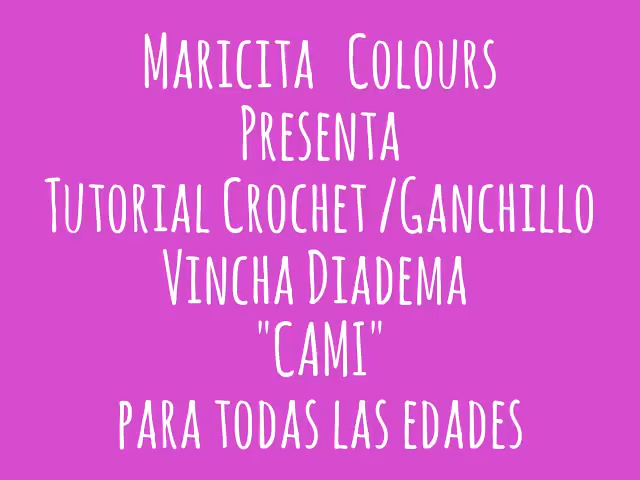 Maricita Colours
Presenta
Tutorial Crochet /Ganchillo
Vincha Diadema
"CAMI"
para todas las edades